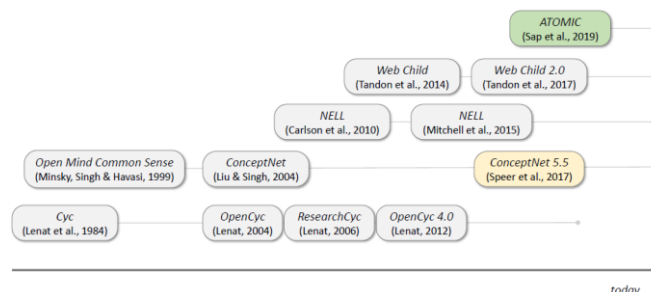 ATOMIC
(Sap et al., 2019)
Web Child
(Tandon et al., 2014)
Web Child 2.0
(Tandon et al., 2017)
NELL
(Carlson et al., 2010)
NELL
(Mitchell et al., 2015)
Open Mind Common Sense
(Minsky, Singh & Havasi, 1999)
ConceptNet
(Liu & Singh, 2004)
ConceptNet 5.5
(Speer et al., 2017)
Cyc
(Lenat et al., 1984)
OpenCyc
(Lenat, 2004)
ResearchCyc
(Lenat, 2006)
OpenCyc 4.0
(Lenat, 2012)
today